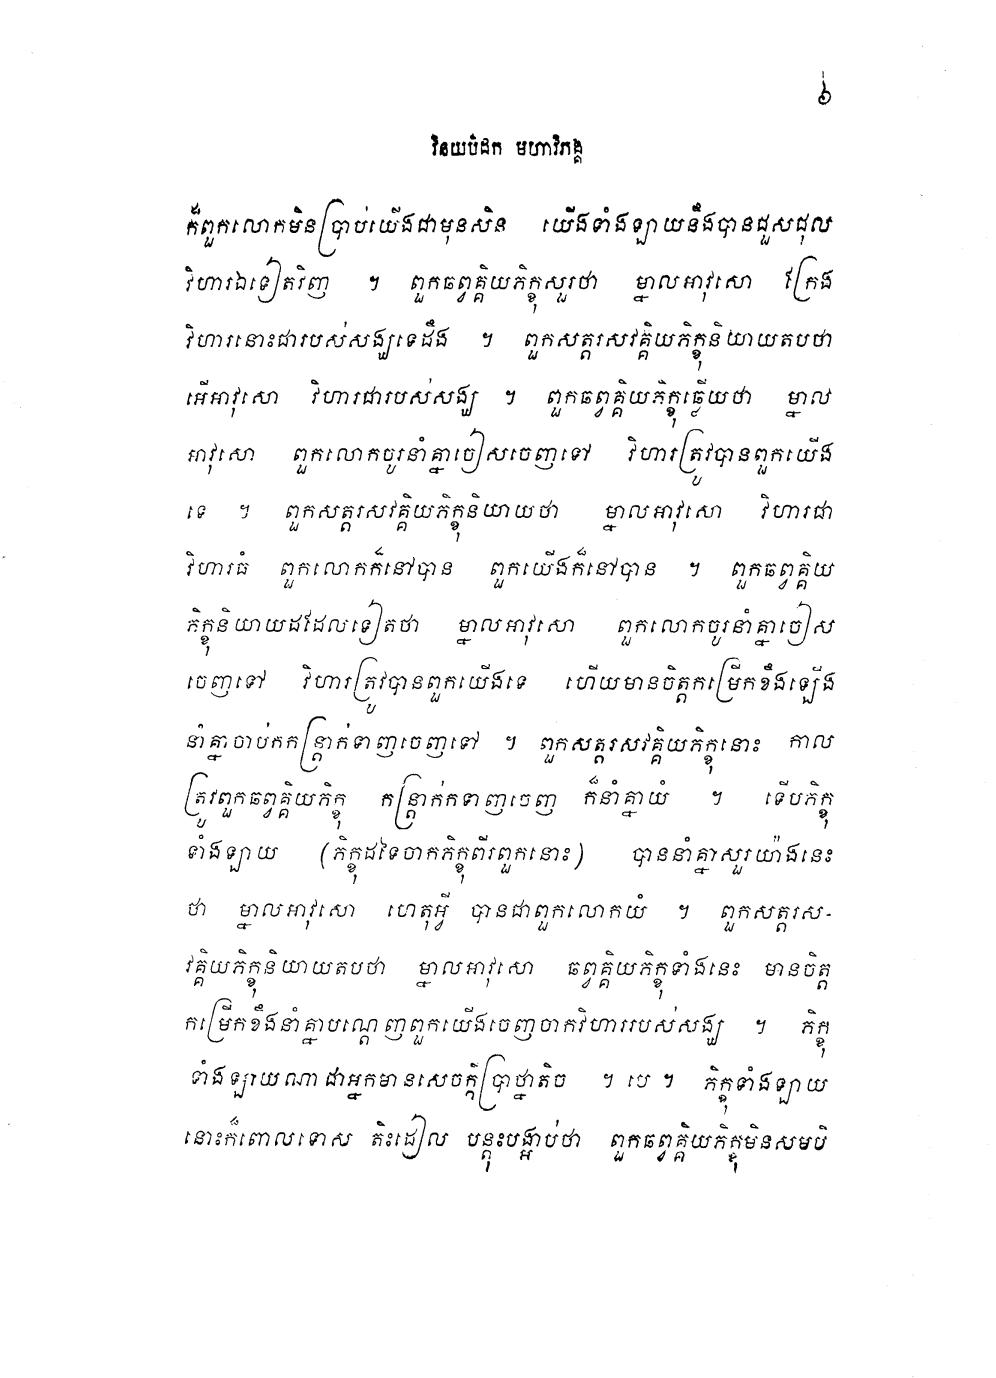 ៦
វិនយបិដក មហាវិភង្គ
ក៏ពួកលោកមិនប្រាប់យើងជាមុនសិន យើងទាំងឡាយនឹងបានជួសជុល
វិហារឯទៀតវិញ ។ ពួកឆព្វគ្គិយភិក្ខុសួរថា ម្នាលអាវុសោ ក្រែង
វិហារនោះជារបស់សង្ឃទេដឹង ។ ពួកសត្តរសវគ្គិយភិក្ខុនិយាយតបថា
អើអាវុសោ វិហារជារបស់សង្ឃ ។ ពួកឆព្វគ្គិយភិក្ខុឆ្លើយថា ម្នាល
អាវុសោ ពួកលោកចូរនាំគ្នាចៀសចេញទៅ វិហារត្រូវបានពួកយើង
ទេ ។ ពួកសត្តរសវគ្គិយភិក្ខុនិយាយថា ម្នាលអាវុសោ វិហារជា
វិហារធំ ពួកលោកក៏នៅបាន ពួកយើងក៏នៅបាន ។ ពួកឆព្វគ្គិយ
ភិក្ខុនិយាយដដែលទៀតថា ម្នាលអាវុសោ ពួកលោកចូរនាំគ្នាចៀស
ចេញទៅ វិហារត្រូវបានពួកយើងទេ ហើយមានចិត្តកម្រើកខឹងឡើង
នាំគ្នាចាប់កកន្ត្រាក់ទាញចេញទៅ ។ ពួកសត្តរសវគ្គិយភិក្ខុនោះ កាល
ត្រូវពួកឆព្វគ្គិយភិក្ខុ កន្ត្រាក់កទាញចេញ ក៏នាំគ្នាយំ ។ ទើបភិក្ខុ
ទាំងឡាយ (ភិក្ខុដទៃចាកភិក្ខុពីរពួកនោះ) បាននាំគ្នាសួរយ៉ាងនេះ
ថា ម្នាលអាវុសោ ហេតុអ្វី បានជាពួកលោកយំ ។ ពួកសត្តរស-
វគ្គិយភិក្ខុនិយាយតបថា ម្នាលអាវុសោ ឆព្វគ្គិយភិក្ខុទាំងនេះ មានចិត្ត
កម្រើកខឹងនាំគ្នាបណ្តេញពួកយើងចេញចាកវិហាររបស់សង្ឃ ។ ភិក្ខុ
ទាំងឡាយណា ជាអ្នកមានសេចក្តីប្រាថ្នាតិច ។ បេ ។ ភិក្ខុទាំងឡាយ
នោះក៏ពោលទោស តិះដៀល បន្តុះបង្អាប់ថា ពួកឆព្វគ្គិយភិក្ខុមិនសមបី